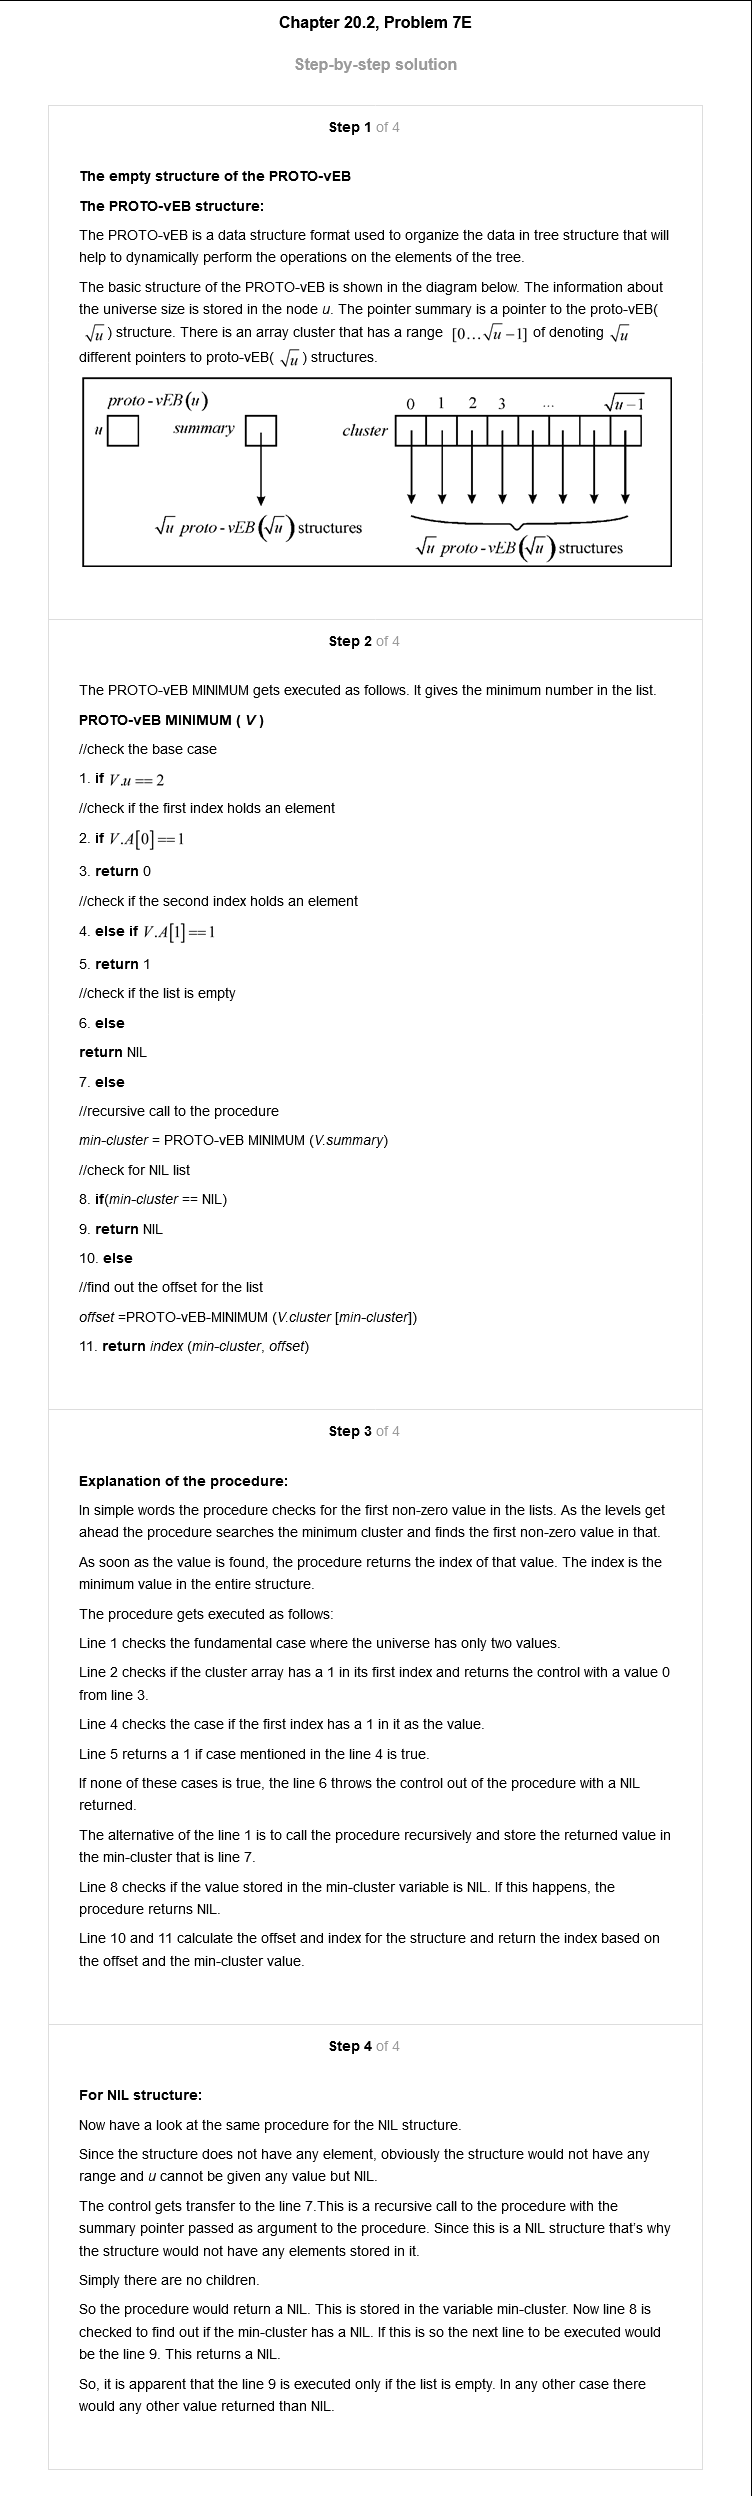 Chapter 20.2, Problem 7E
Step-by-step solution
Step 1 of 4
The empty structure of the PROTO-vEB
The PROTO-vEB structure:
The PROTO-vEB is a data structure format used to organize the data in tree structure that will
help to dynamically perform the operations on the elements of the tree.
The basic structure of the PROTO-vEB is shown in the diagram below. The information about
the universe size is stored in the node u. The pointer summary is a pointer to the proto-vEB(
√u ) structure. There is an array cluster that has a range [0…√u −1] of denoting √u
different pointers to proto-vEB( √u ) structures.
proto-vEB(u)
0 1 2 3 ... √u−1
u summary cluster
√u proto-vEB(√u) structures
√u proto-vEB(√u) structures
Step 2 of 4
The PROTO-vEB MINIMUM gets executed as follows. It gives the minimum number in the list.
PROTO-vEB MINIMUM ( V )
//check the base case
1. if V.u == 2
//check if the first index holds an element
2. if V.A[0]==1
3. return 0
//check if the second index holds an element
4. else if V.A[1]==1
5. return 1
//check if the list is empty
6. else
return NIL
7. else
//recursive call to the procedure
min-cluster = PROTO-vEB MINIMUM (V.summary)
//check for NIL list
8. if(min-cluster == NIL)
9. return NIL
10. else
//find out the offset for the list
offset =PROTO-vEB-MINIMUM (V.cluster [min-cluster])
11. return index (min-cluster, offset)
Step 3 of 4
Explanation of the procedure:
In simple words the procedure checks for the first non-zero value in the lists. As the levels get
ahead the procedure searches the minimum cluster and finds the first non-zero value in that.
As soon as the value is found, the procedure returns the index of that value. The index is the
minimum value in the entire structure.
The procedure gets executed as follows:
Line 1 checks the fundamental case where the universe has only two values.
Line 2 checks if the cluster array has a 1 in its first index and returns the control with a value 0
from line 3.
Line 4 checks the case if the first index has a 1 in it as the value.
Line 5 returns a 1 if case mentioned in the line 4 is true.
If none of these cases is true, the line 6 throws the control out of the procedure with a NIL
returned.
The alternative of the line 1 is to call the procedure recursively and store the returned value in
the min-cluster that is line 7.
Line 8 checks if the value stored in the min-cluster variable is NIL. If this happens, the
procedure returns NIL.
Line 10 and 11 calculate the offset and index for the structure and return the index based on
the offset and the min-cluster value.
Step 4 of 4
For NIL structure:
Now have a look at the same procedure for the NIL structure.
Since the structure does not have any element, obviously the structure would not have any
range and u cannot be given any value but NIL.
The control gets transfer to the line 7.This is a recursive call to the procedure with the
summary pointer passed as argument to the procedure. Since this is a NIL structure that's why
the structure would not have any elements stored in it.
Simply there are no children.
So the procedure would return a NIL. This is stored in the variable min-cluster. Now line 8 is
checked to find out if the min-cluster has a NIL. If this is so the next line to be executed would
be the line 9. This returns a NIL.
So, it is apparent that the line 9 is executed only if the list is empty. In any other case there
would any other value returned than NIL.